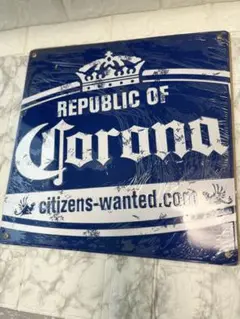 REPUBLIC OF
Corona
citizens-wanted.com